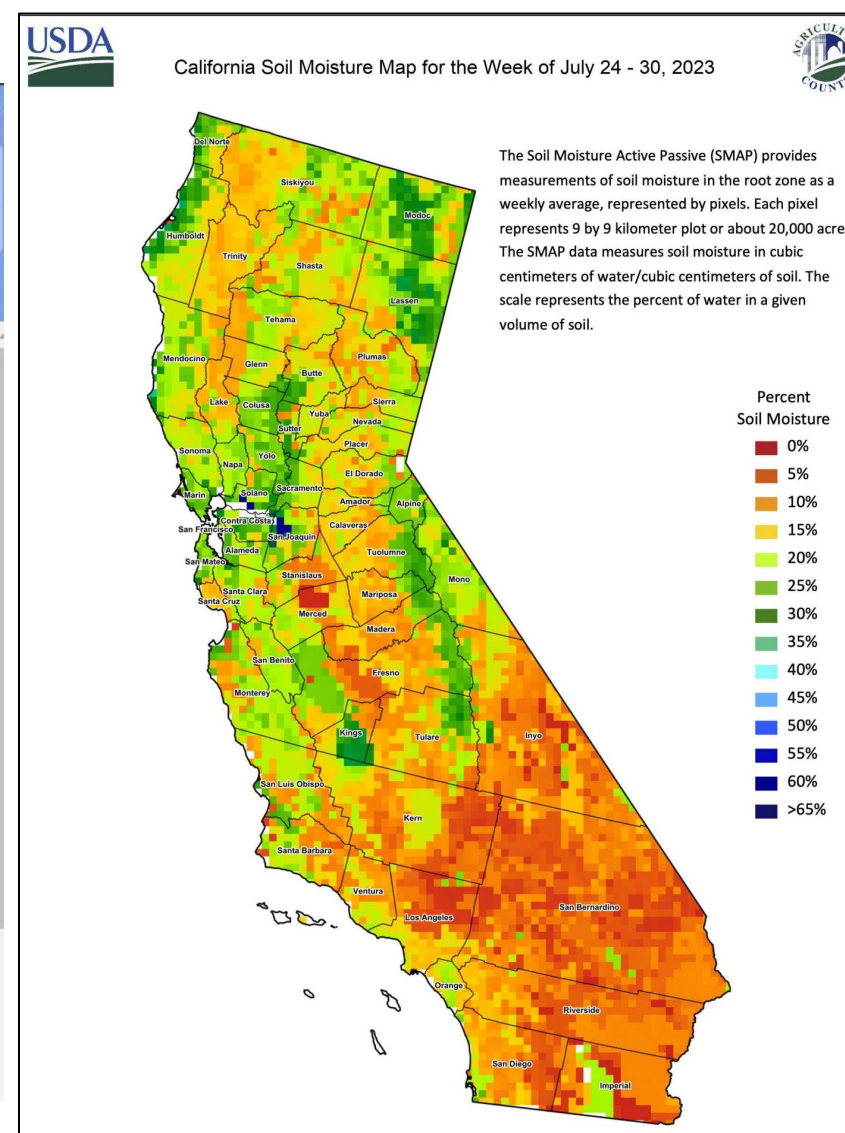 USDA
California Soil Moisture Map for the Week of July 24 - 30, 2023
AGRICULTU
COUNT
The Soil Moisture Active Passive (SMAP) provides
measurements of soil moisture in the root zone as a
weekly average, represented by pixels. Each pixel
represents 9 by 9 kilometer plot or about 20,000 acre
The SMAP data measures soil moisture in cubic
centimeters of water/cubic centimeters of soil. The
scale represents the percent of water in a given
volume of soil.
Percent
Soil Moisture
0%
5%
10%
15%
20%
25%
30%
35%
40%
45%
50%
55%
60%
>65%
Del Norte
Siskiyou
Modoc
Humboldt
Trinity
Shasta
Lassen
Tehama
Mendocino
Glenn
Butte
Plumas
Lake
Colusa
Sutter
Yuba
Sierra
Nevada
Placer
Sonoma
Napa
Yolo
El Dorado
Marin
Solano
Sacramento
Amador
Alpine
San Francisco
Contra Costa
San Joaquin
Calaveras
Alameda
Tuolumne
San Mateo
Stanislaus
Mono
Santa Clara
Santa Cruz
Merced
Mariposa
Madera
San Benito
Fresno
Monterey
Kings
Tulare
Inyo
San Luis Obispo
Kern
Santa Barbara
Ventura
Los Angeles
San Bernardino
Orange
Riverside
San Diego
Imperial